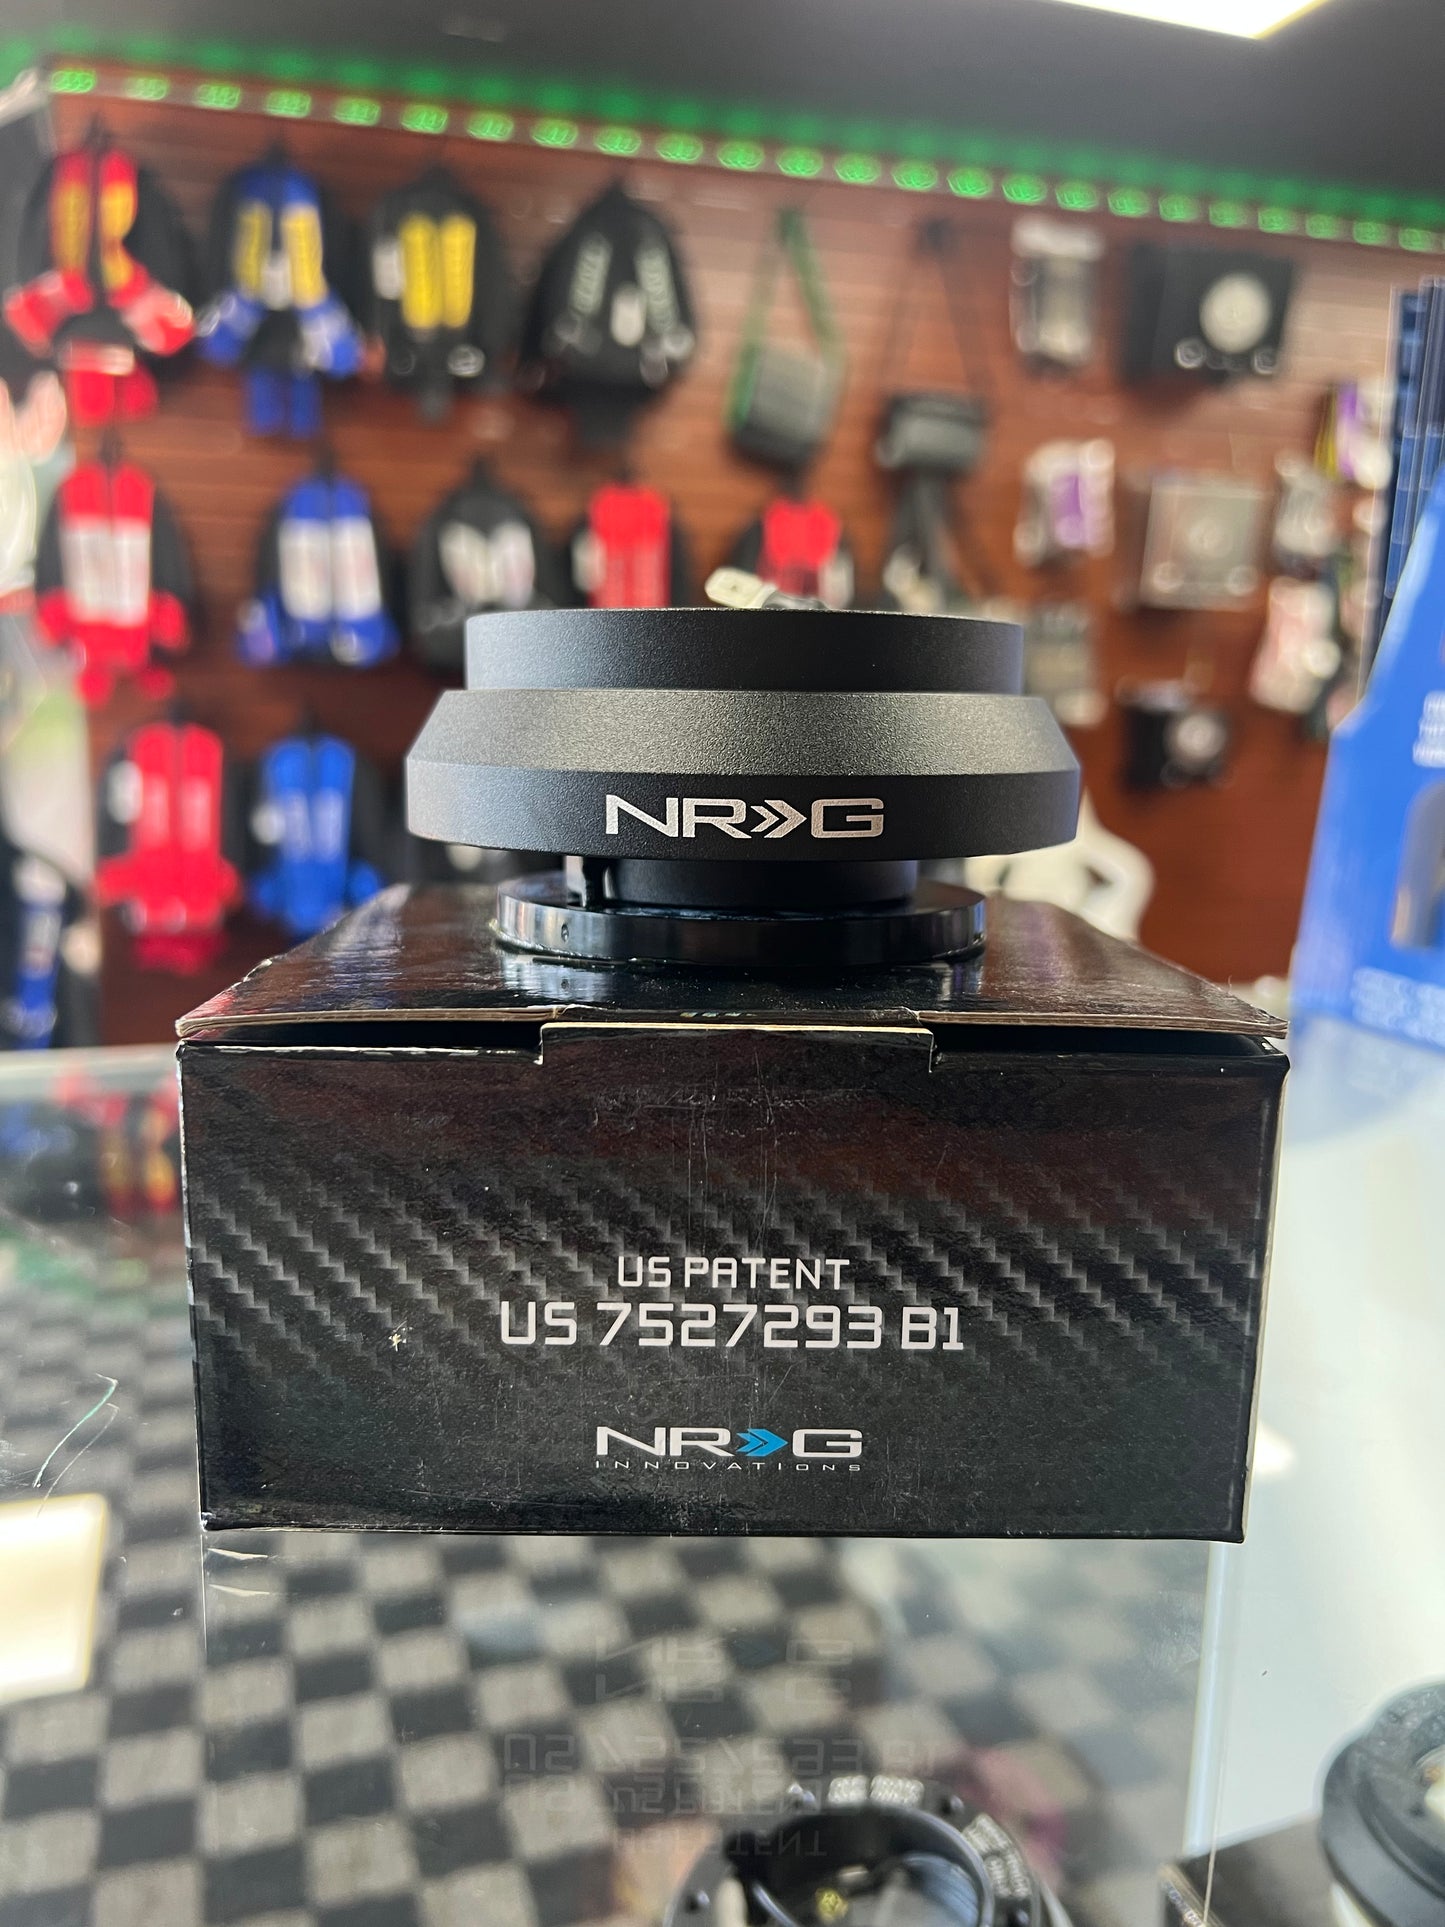 NRG
US PATENT
US 7527293 B1
NRG
INNOVATIONS